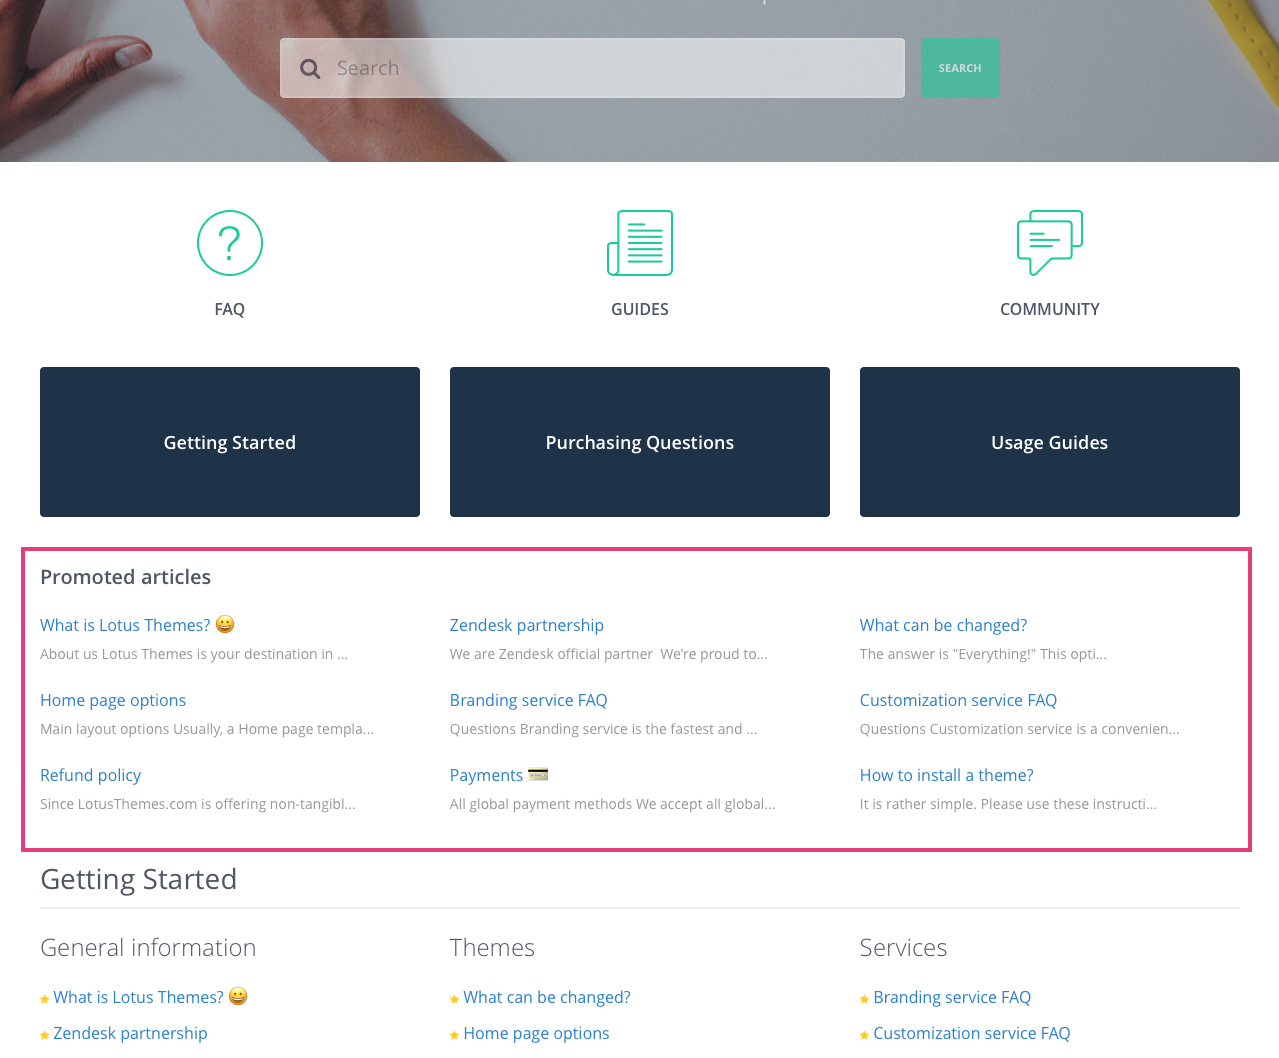 Search
SEARCH
FAQ
GUIDES
COMMUNITY
Getting Started
Purchasing Questions
Usage Guides
Promoted articles
What is Lotus Themes? 😀
About us Lotus Themes is your destination in ...
Zendesk partnership
We are Zendesk official partner  We’re proud to...
What can be changed?
The answer is "Everything!" This opti...
Home page options
Main layout options Usually, a Home page templa...
Branding service FAQ
Questions Branding service is the fastest and ...
Customization service FAQ
Questions Customization service is a convenien...
Refund policy
Since LotusThemes.com is offering non-tangibl...
Payments 💳
All global payment methods We accept all global...
How to install a theme?
It is rather simple. Please use these instructi...
Getting Started
General information
What is Lotus Themes? 😀
Zendesk partnership
Themes
What can be changed?
Home page options
Services
Branding service FAQ
Customization service FAQ